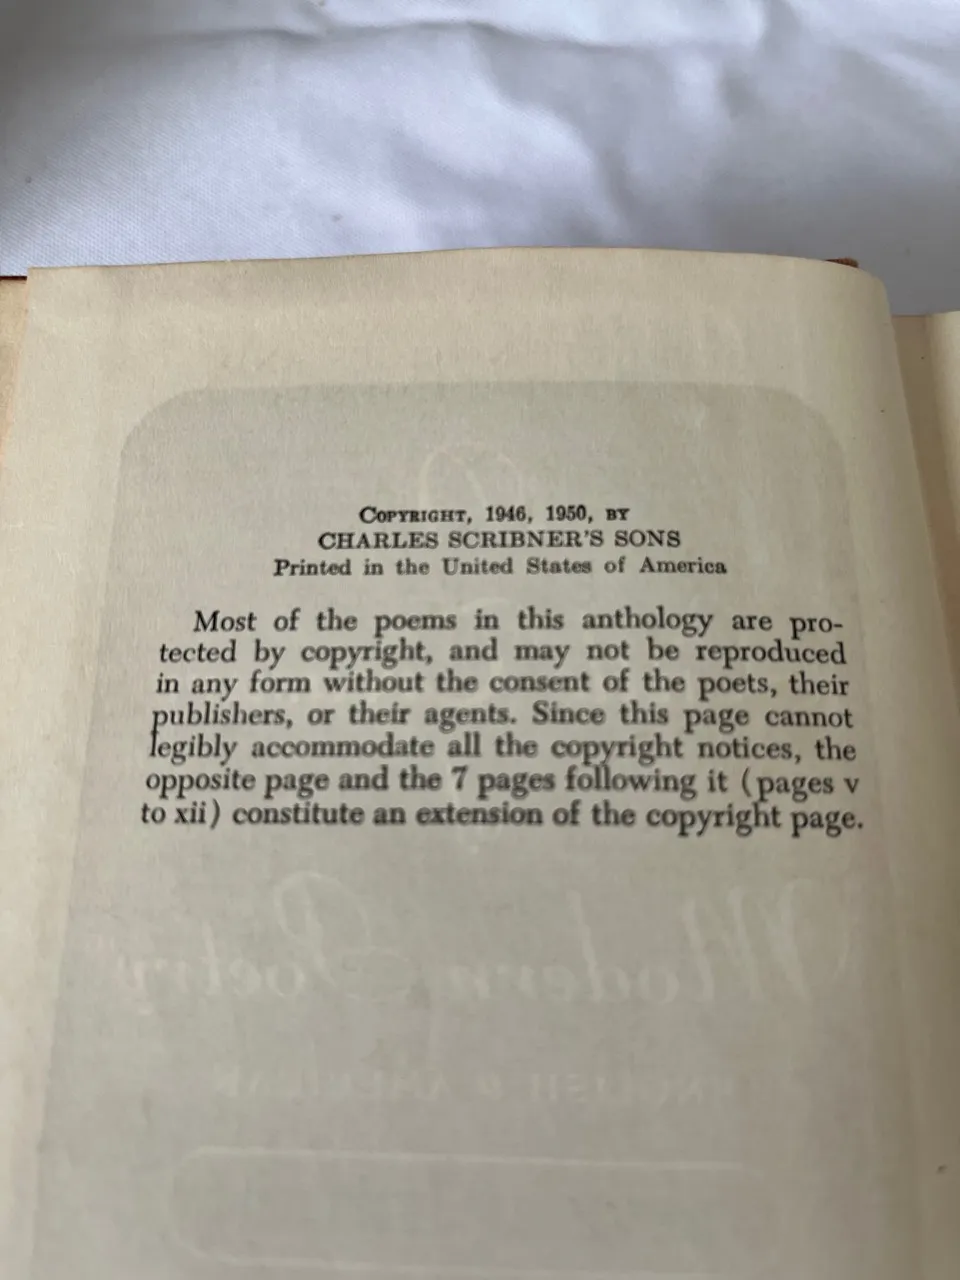 COPYRIGHT, 1946, 1950, BY
CHARLES SCRIBNER'S SONS
Printed in the United States of America
Most of the poems in this anthology are pro-
tected by copyright, and may not be reproduced
in any form without the consent of the poets, their
publishers, or their agents. Since this page cannot
legibly accommodate all the copyright notices, the
opposite page and the 7 pages following it (pages v
to xii) constitute an extension of the copyright page.
Modern Poetry